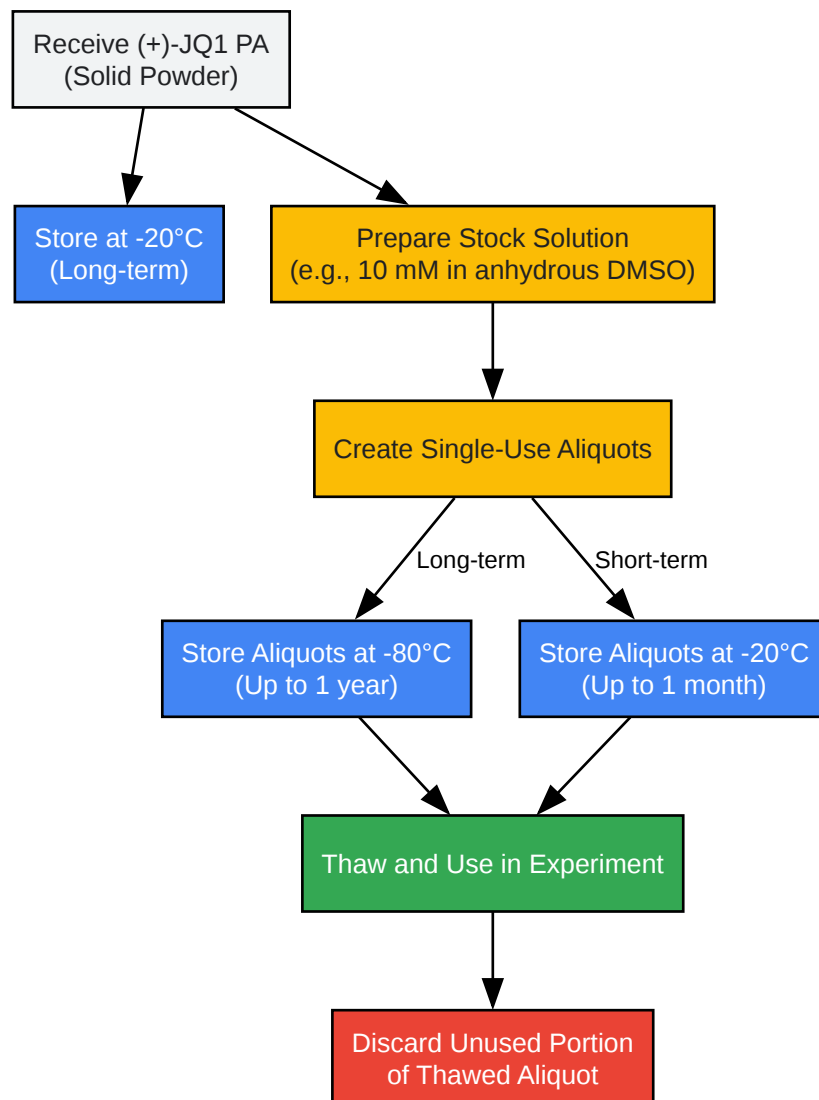 Receive (+)-JQ1 PA
(Solid Powder)
Store at -20°C
(Long-term)
Prepare Stock Solution
(e.g., 10 mM in anhydrous DMSO)
Create Single-Use Aliquots
Long-term
Short-term
Store Aliquots at -80°C
(Up to 1 year)
Store Aliquots at -20°C
(Up to 1 month)
Thaw and Use in Experiment
Discard Unused Portion
of Thawed Aliquot